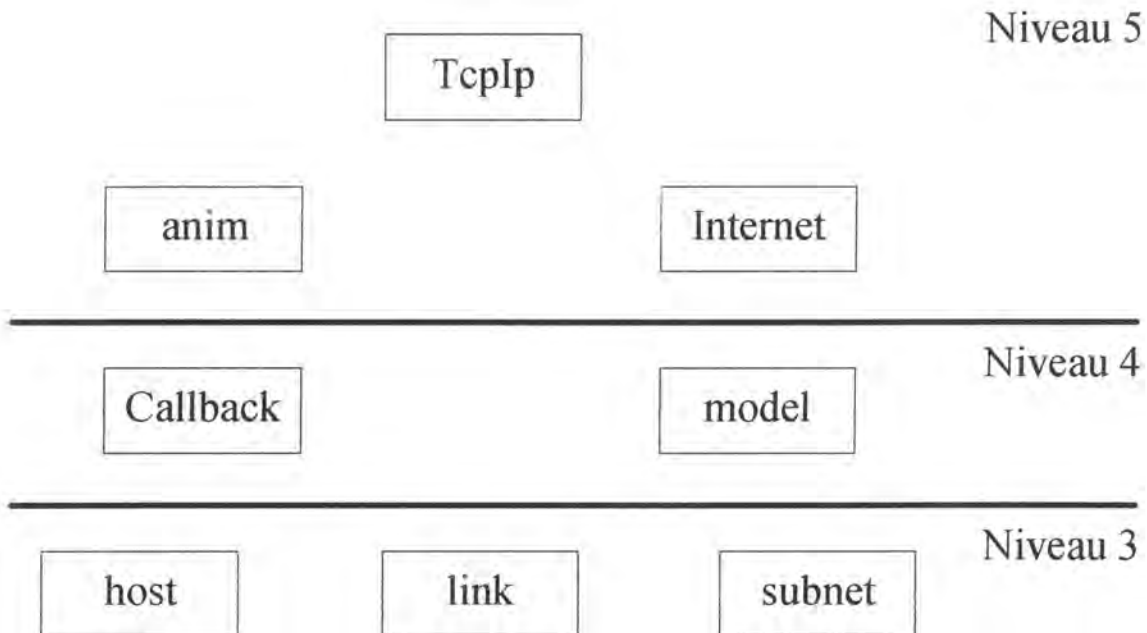 Niveau 5
TcpIp
anim Internet
Niveau 4
Callback model
Niveau 3
host link subnet